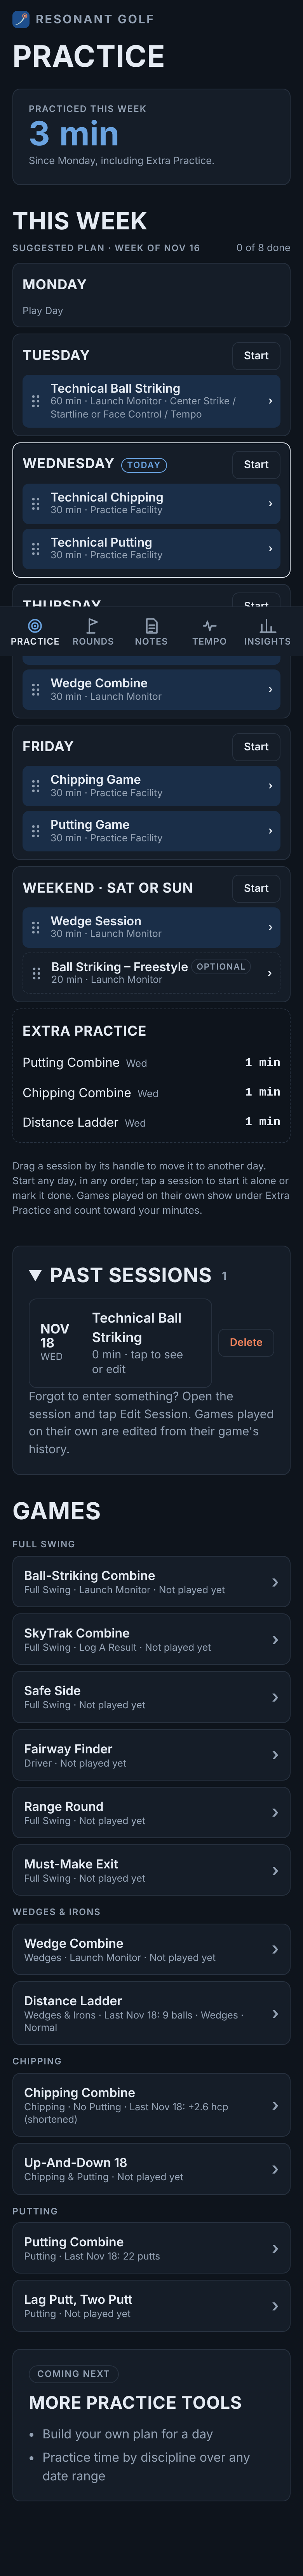 RESONANT GOLF
PRACTICE
PRACTICED THIS WEEK
3 min
Since Monday, including Extra Practice.
THIS WEEK
SUGGESTED PLAN · WEEK OF NOV 16
0 of 8 done
MONDAY
Play Day
TUESDAY
Start
Technical Ball Striking
60 min · Launch Monitor · Center Strike /
Startline or Face Control / Tempo
›
WEDNESDAY
TODAY
Start
Technical Chipping
30 min · Practice Facility
›
Technical Putting
30 min · Practice Facility
›
THURSDAY
Start
PRACTICE
ROUNDS
NOTES
TEMPO
INSIGHTS
Wedge Combine
30 min · Launch Monitor
›
FRIDAY
Start
Chipping Game
30 min · Practice Facility
›
Putting Game
30 min · Practice Facility
›
WEEKEND · SAT OR SUN
Start
Wedge Session
30 min · Launch Monitor
›
Ball Striking – Freestyle
OPTIONAL
20 min · Launch Monitor
›
EXTRA PRACTICE
Putting Combine Wed
1 min
Chipping Combine Wed
1 min
Distance Ladder Wed
1 min
Drag a session by its handle to move it to another day.
Start any day, in any order; tap a session to start it alone or
mark it done. Games played on their own show under Extra
Practice and count toward your minutes.
▼ PAST SESSIONS 1
NOV
18
WED
Technical Ball
Striking
0 min · tap to see
or edit
Delete
Forgot to enter something? Open the
session and tap Edit Session. Games played
on their own are edited from their game's
history.
GAMES
FULL SWING
Ball-Striking Combine
Full Swing · Launch Monitor · Not played yet
›
SkyTrak Combine
Full Swing · Log A Result · Not played yet
›
Safe Side
Full Swing · Not played yet
›
Fairway Finder
Driver · Not played yet
›
Range Round
Full Swing · Not played yet
›
Must-Make Exit
Full Swing · Not played yet
›
WEDGES & IRONS
Wedge Combine
Wedges · Launch Monitor · Not played yet
›
Distance Ladder
Wedges & Irons · Last Nov 18: 9 balls · Wedges ·
Normal
›
CHIPPING
Chipping Combine
Chipping · No Putting · Last Nov 18: +2.6 hcp
(shortened)
›
Up-And-Down 18
Chipping & Putting · Not played yet
›
PUTTING
Putting Combine
Putting · Last Nov 18: 22 putts
›
Lag Putt, Two Putt
Putting · Not played yet
›
COMING NEXT
MORE PRACTICE TOOLS
• Build your own plan for a day
• Practice time by discipline over any
date range